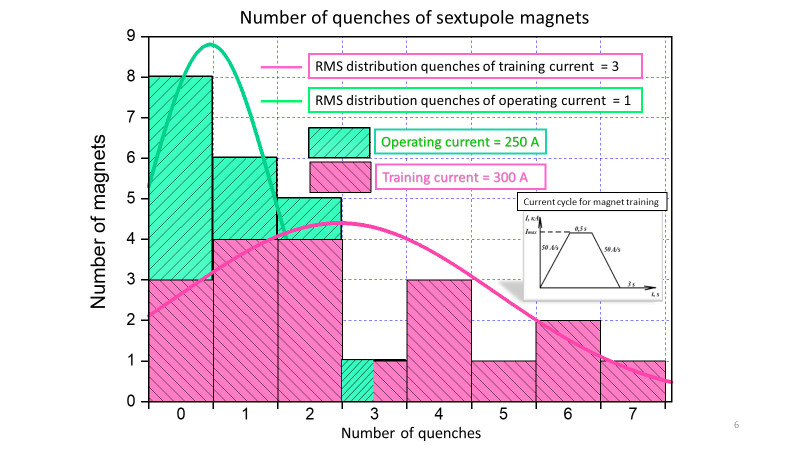 Number of quenches of sextupole magnets
9
8
7
6
5
4
3
2
1
0
Number of magnets
RMS distribution quenches of training current = 3
RMS distribution quenches of operating current = 1
Operating current = 250 A
Training current = 300 A
Current cycle for magnet training
I, кА
Iмах
0,5 s
50 A/s
50 A/s
3 s
t, s
0 1 2 3 4 5 6 7
Number of quenches
6